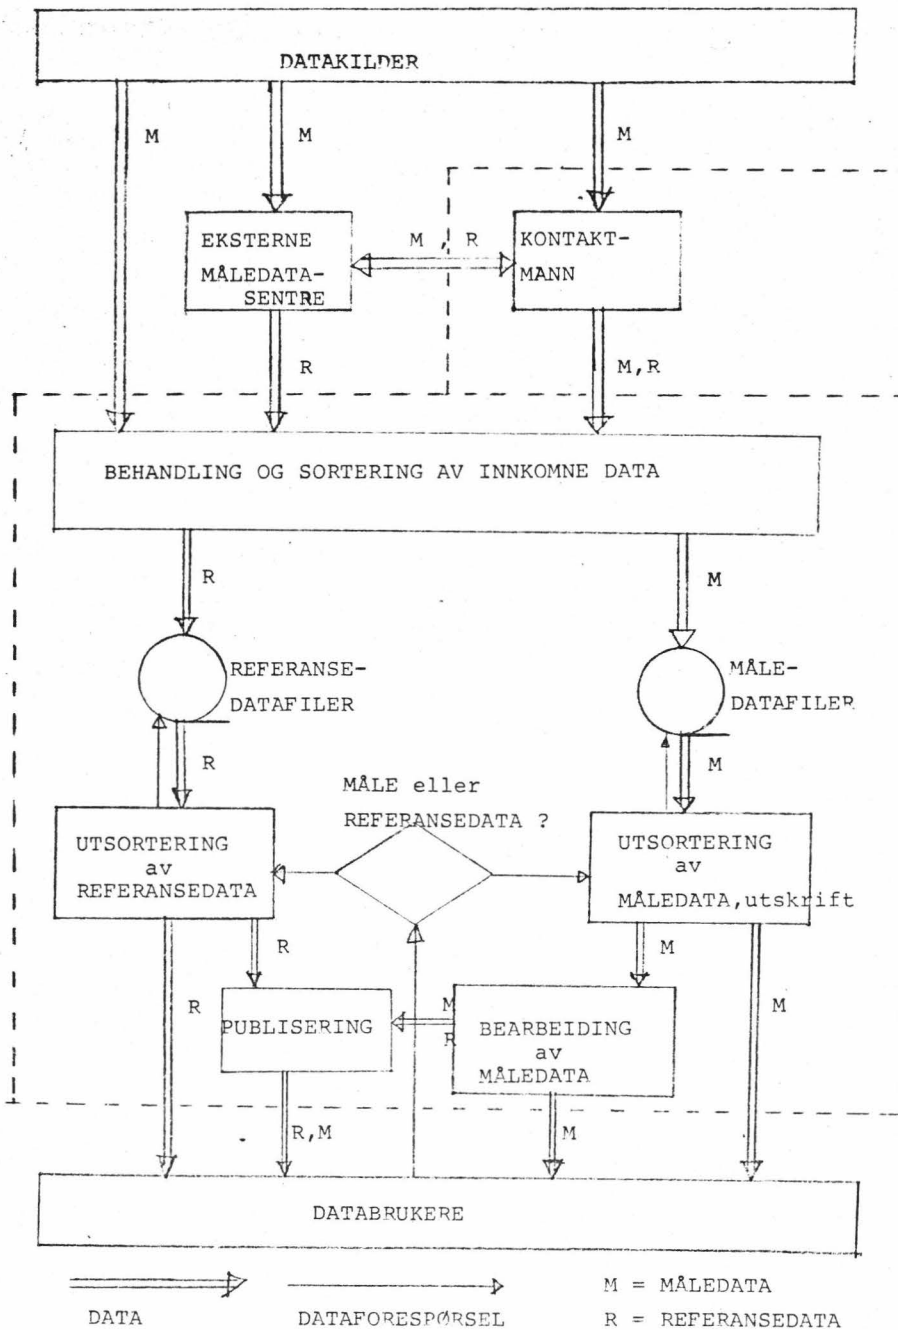 DATAKILDER
M
M
M
EKSTERNE
MÅLEDATA-
SENTRE
M , R
KONTAKT-
MANN
R
M,R
BEHANDLING OG SORTERING AV INNKOMNE DATA
R
M
REFERANSE-
DATAFILER
MÅLE-
DATAFILER
R
M
MÅLE eller
REFERANSEDATA ?
UTSORTERING
av
REFERANSEDATA
UTSORTERING
av
MÅLEDATA,utskrift
R
M
R
M
PUBLISERING
M
R
BEARBEIDING
av
MÅLEDATA
R,M
M
DATABRUKERE
DATA
DATAFORESPØRSEL
M = MÅLEDATA
R = REFERANSEDATA